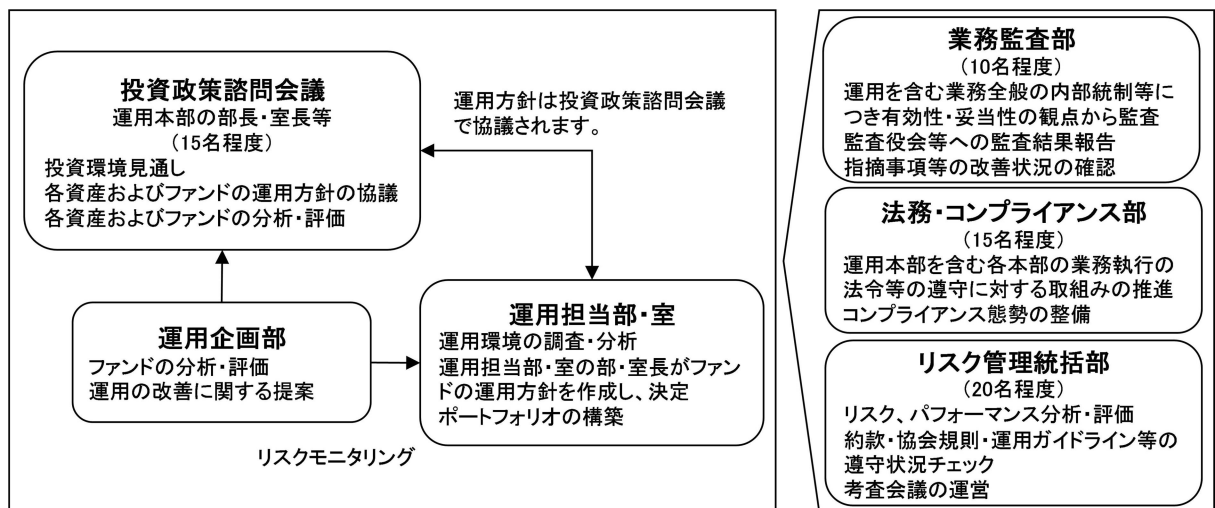 投資政策諮問会議
運用本部の部長・室長等
(15名程度)
投資環境見通し
各資産およびファンドの運用方針の協議
各資産およびファンドの分析・評価
運用方針は投資政策諮問会議
で協議されます。
運用企画部
ファンドの分析・評価
運用の改善に関する提案
運用担当部・室
運用環境の調査・分析
運用担当部・室の部・室長がファン
ドの運用方針を作成し、決定
ポートフォリオの構築
リスクモニタリング
業務監査部
(10名程度)
運用を含む業務全般の内部統制等に
つき有効性・妥当性の観点から監査
監査役会等への監査結果報告
指摘事項等の改善状況の確認
法務・コンプライアンス部
(15名程度)
運用本部を含む各本部の業務執行の
法令等の遵守に対する取組みの推進
コンプライアンス態勢の整備
リスク管理統括部
(20名程度)
リスク、パフォーマンス分析・評価
約款・協会規則・運用ガイドライン等の
遵守状況チェック
考査会議の運営